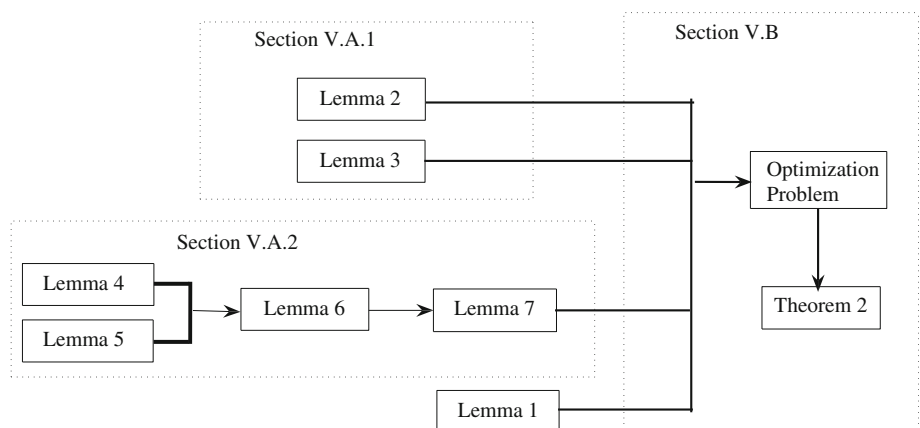 Section V.A.1
Section V.B
Lemma 2
Lemma 3
Optimization
Problem
Section V.A.2
Lemma 4
Lemma 6
Lemma 7
Theorem 2
Lemma 5
Lemma 1